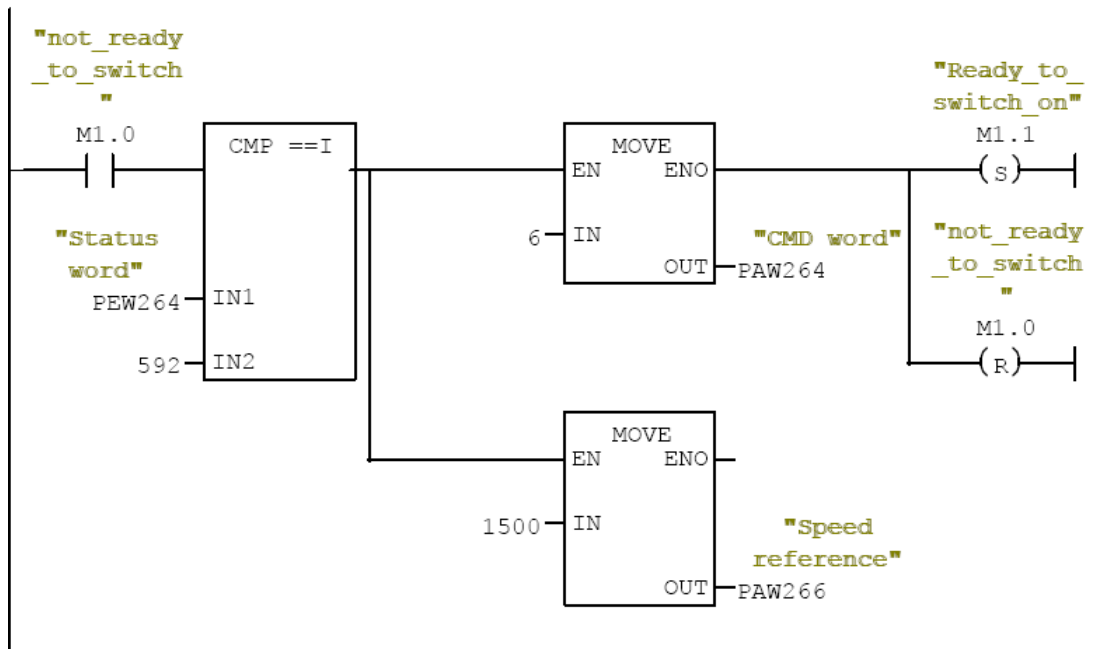 "not_ready
_to_switch
"
M1.0
CMP ==I
"Status
word"
PEW264
IN1
592
IN2
MOVE
EN
ENO
6
IN
"CMD word"
OUT
PAW264
"Ready_to_
switch_on"
M1.1
S
"not_ready
_to_switch
"
M1.0
R
MOVE
EN
ENO
1500
IN
"Speed
reference"
OUT
PAW266